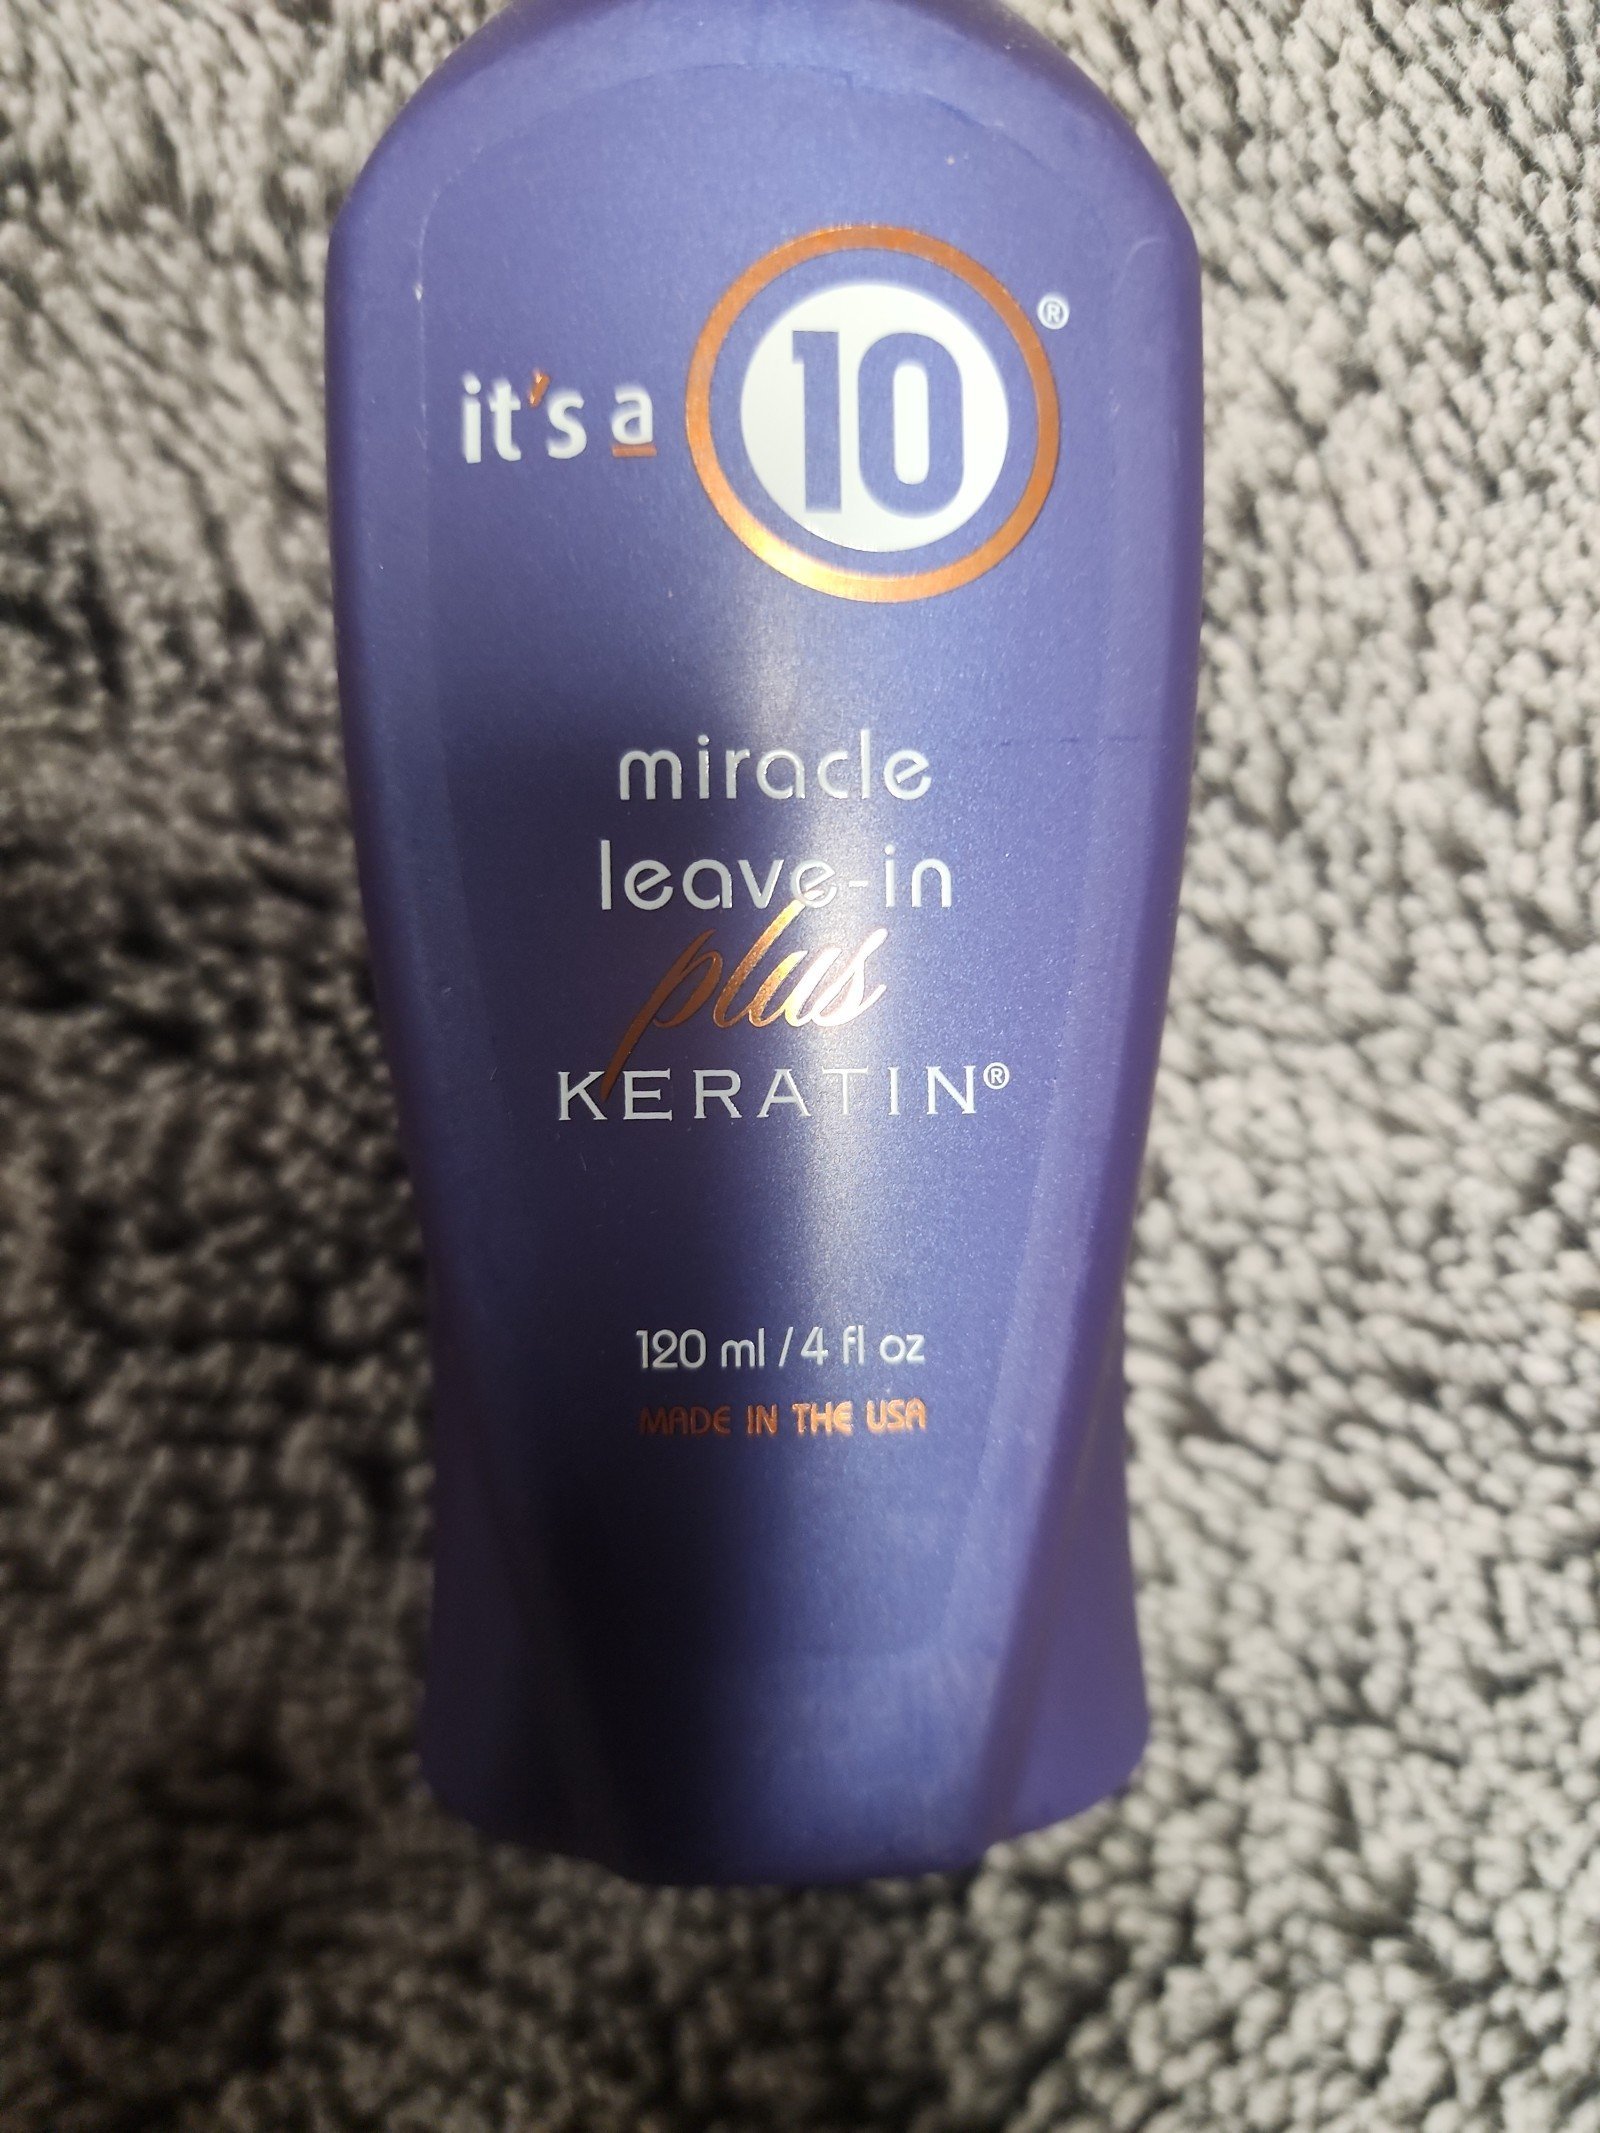 it's a 10®
miracle
leave-in
plus
KERATIN®
120 ml / 4 fl oz
MADE IN THE USA